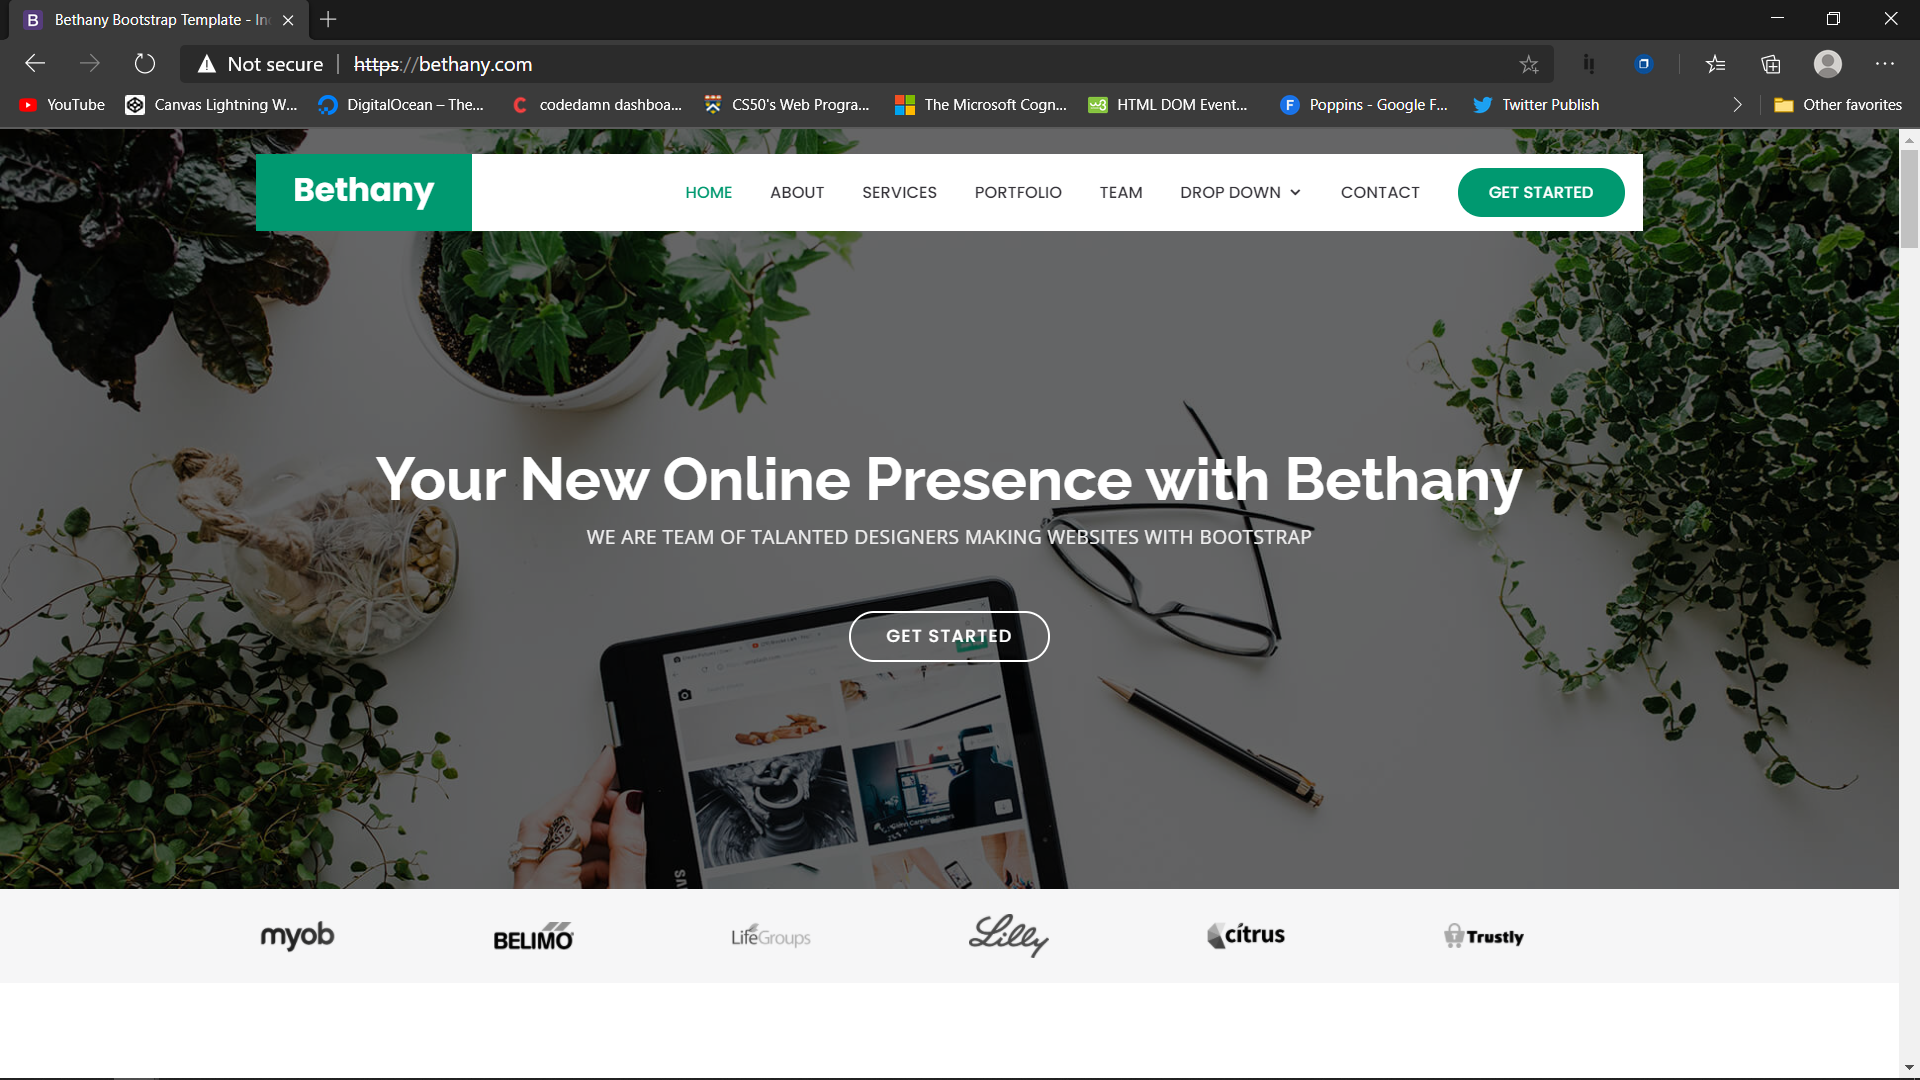 Bethany Bootstrap Template - In
Not secure
https://bethany.com
YouTube
Canvas Lightning W...
DigitalOcean – The...
codedamn dashboa...
CS50's Web Progra...
The Microsoft Cogn...
HTML DOM Event...
Poppins - Google F...
Twitter Publish
Other favorites
Bethany
HOME
ABOUT
SERVICES
PORTFOLIO
TEAM
DROP DOWN
CONTACT
GET STARTED
Your New Online Presence with Bethany
WE ARE TEAM OF TALANTED DESIGNERS MAKING WEBSITES WITH BOOTSTRAP
GET STARTED
myob
BELIMO
LifeGroups
Lilly
citrus
Trustly